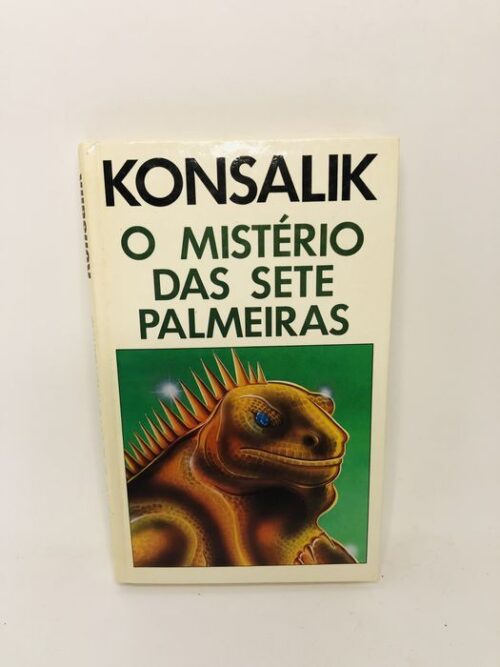 KONSALIK
O MISTÉRIO
DAS SETE
PALMEIRAS